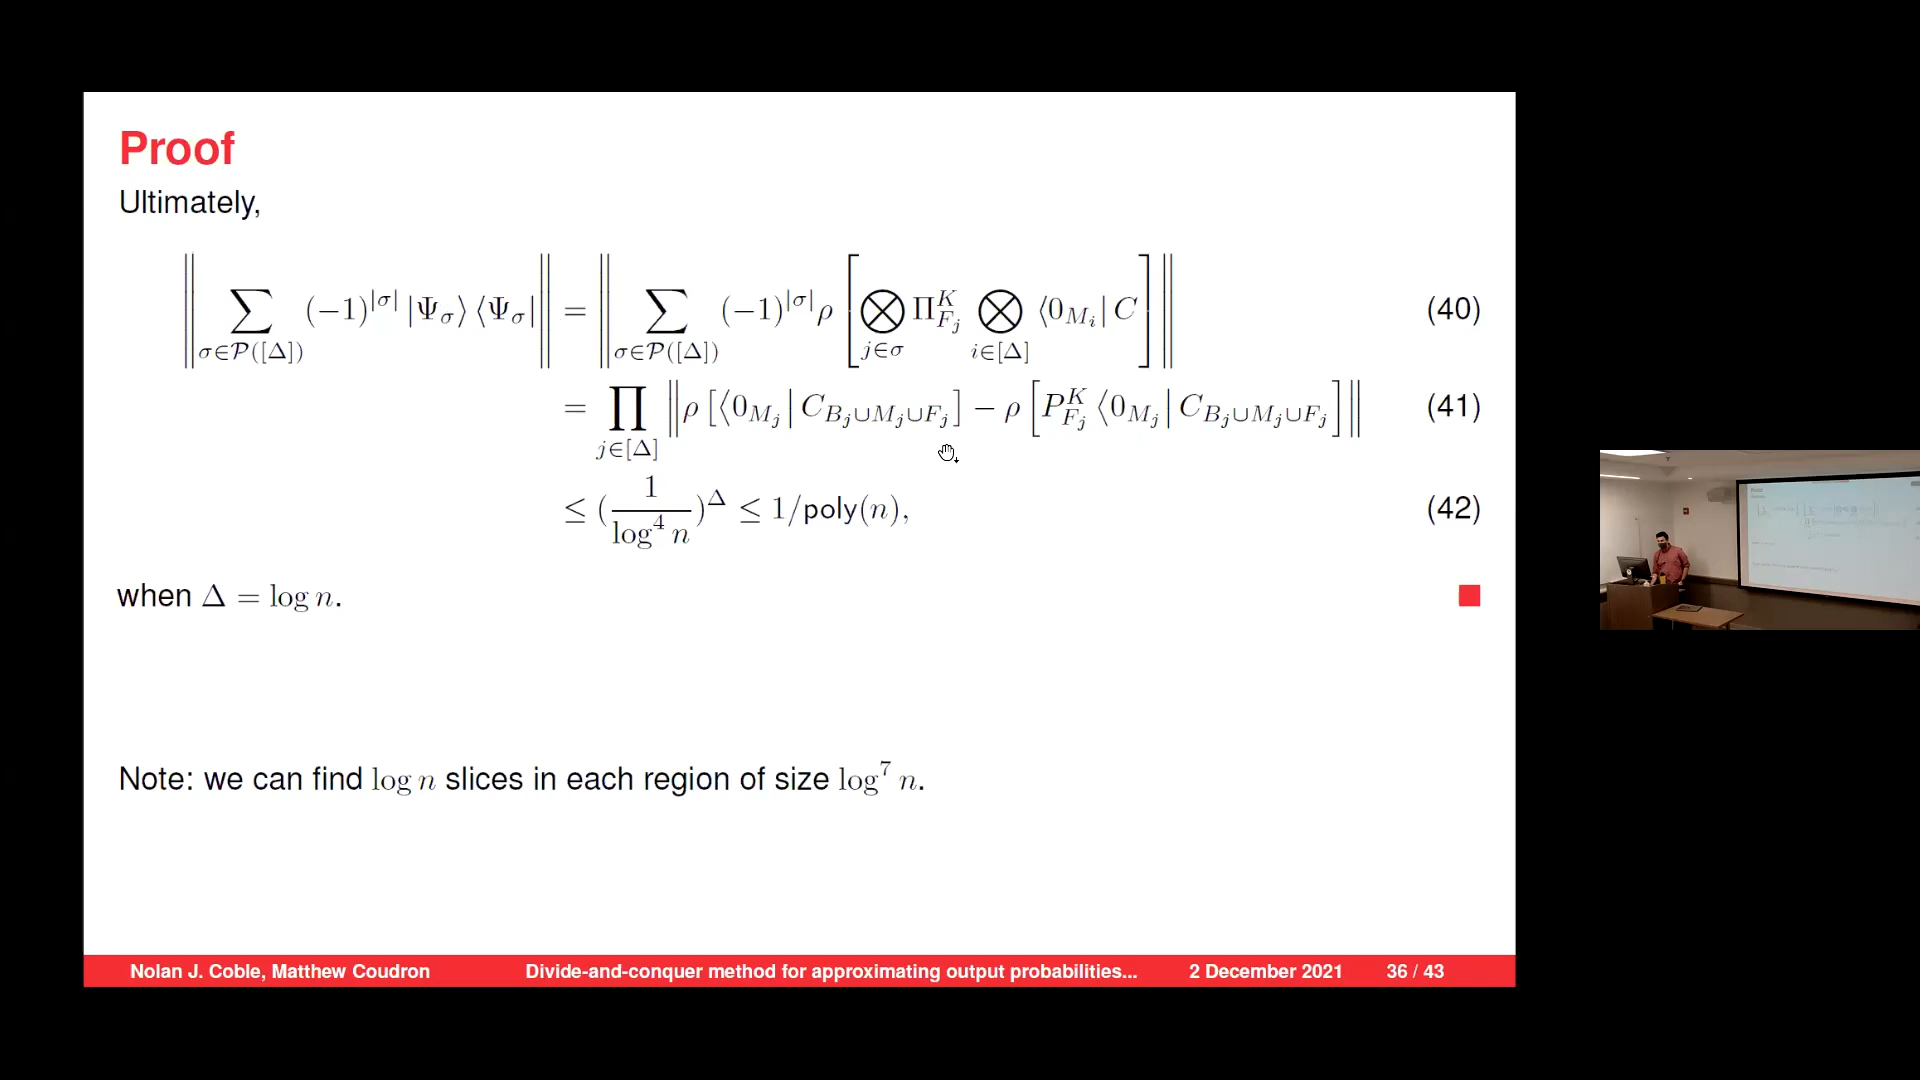 Proof
Ultimately,
‖∑_{σ∈𝒫([Δ])} (−1)^{|σ|} |Ψ_σ⟩ ⟨Ψ_σ|‖ = ‖∑_{σ∈𝒫([Δ])} (−1)^{|σ|} ρ [⨂_{j∈σ} Π^K_{F_j} ⨂_{i∈[Δ]} ⟨0_{M_i}| C]‖ (40)
= ∏_{j∈[Δ]} ‖ρ [⟨0_{M_j}| C_{B_j∪M_j∪F_j}] − ρ [P^K_{F_j} ⟨0_{M_j}| C_{B_j∪M_j∪F_j}]‖ (41)
≤ (1/log^4 n)^Δ ≤ 1/poly(n), (42)
when Δ = log n.
Note: we can find log n slices in each region of size log^7 n.
Nolan J. Coble, Matthew Coudron Divide-and-conquer method for approximating output probabilities... 2 December 2021 36 / 43